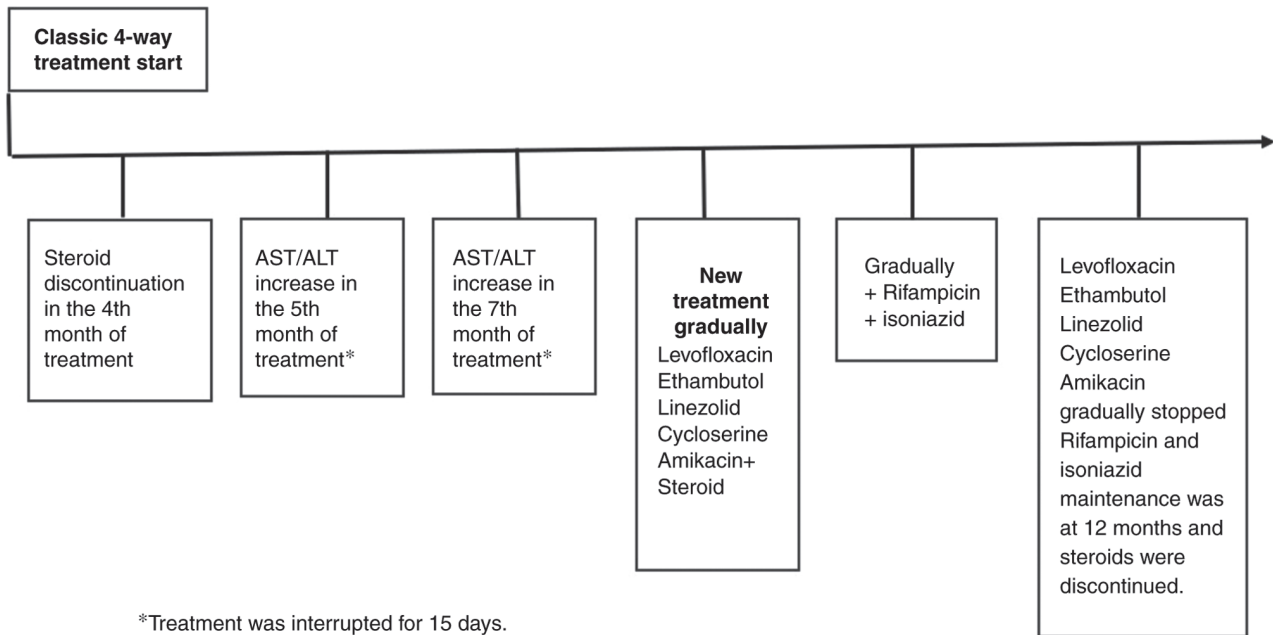 Classic 4-way
treatment start
Steroid
discontinuation
in the 4th
month of
treatment
AST/ALT
increase in
the 5th
month of
treatment*
AST/ALT
increase in
the 7th
month of
treatment*
New
treatment
gradually
Levofloxacin
Ethambutol
Linezolid
Cycloserine
Amikacin+
Steroid
Gradually
+ Rifampicin
+ isoniazid
Levofloxacin
Ethambutol
Linezolid
Cycloserine
Amikacin
gradually stopped
Rifampicin and
isoniazid
maintenance was
at 12 months and
steroids were
discontinued.
*Treatment was interrupted for 15 days.